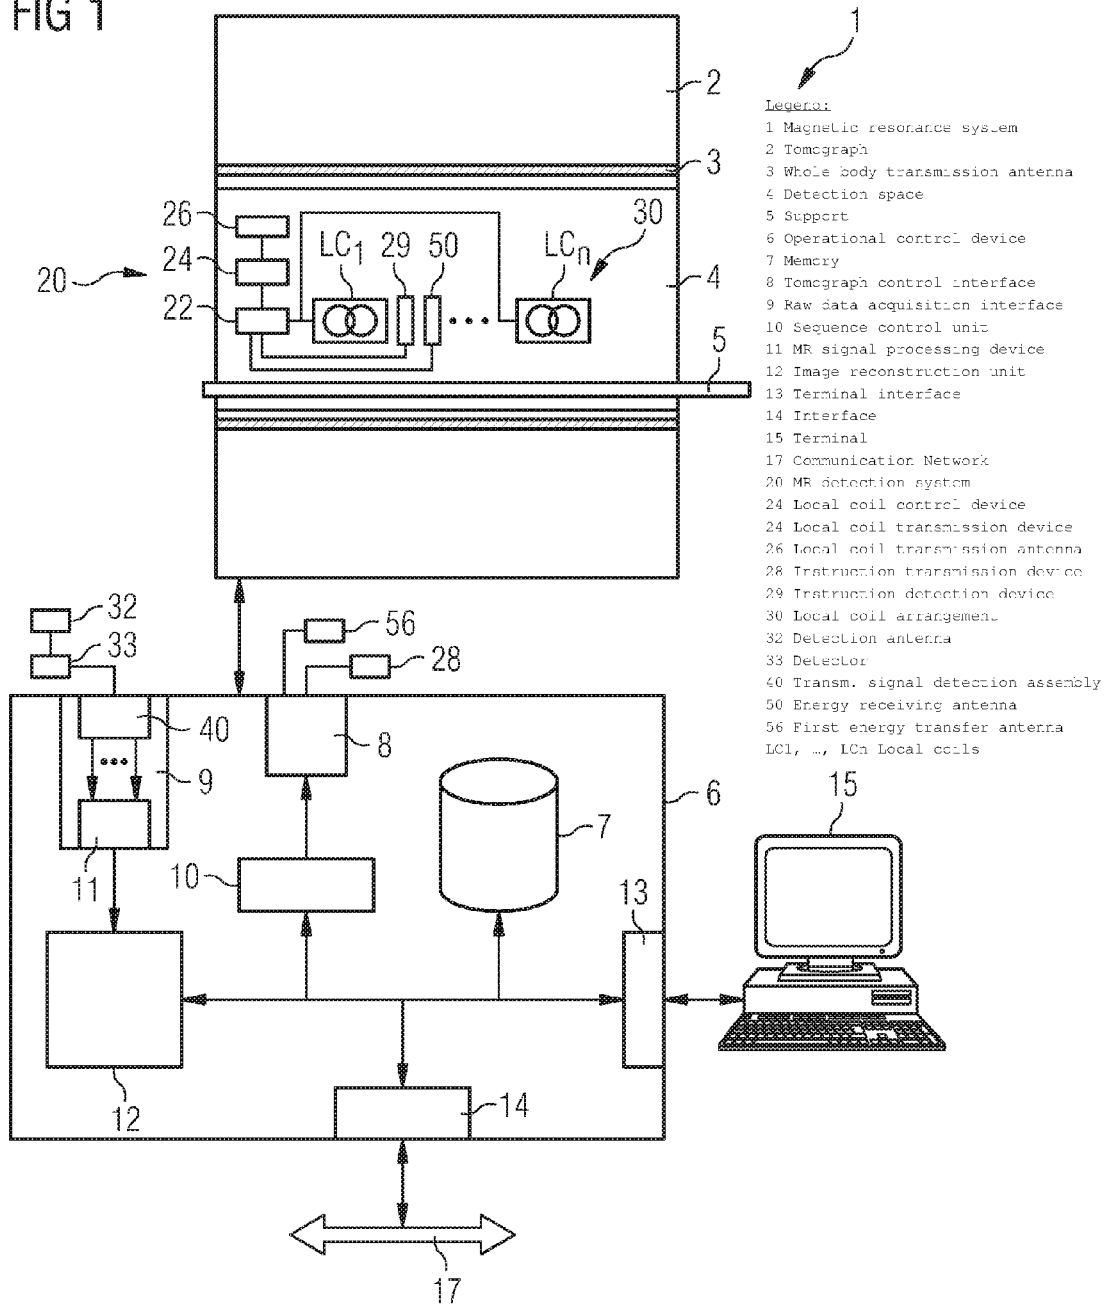 FIG 1
1
2
Legend:
1 Magnetic resonance system
2 Tomograph
3 Whole body transmission antenna
4 Detection space
5 Support
6 Operational control device
7 Memory
8 Tomograph control interface
9 Raw data acquisition interface
10 Sequence control unit
11 MR signal processing device
12 Image reconstruction unit
13 Terminal interface
14 Interface
15 Terminal
17 Communication Network
20 MR detection system
24 Local coil control device
24 Local coil transmission device
26 Local coil transmission antenna
28 Instruction transmission device
29 Instruction detection device
30 Local coil arrangement
32 Detection antenna
33 Detector
40 Transm. signal detection assembly
50 Energy receiving antenna
56 First energy transfer antenna
LC1, …, LCn Local coils
3
26
LC1
29
50
LCn
30
20
24
4
22
5
32
56
33
28
40
8
9
6
15
7
11
10
13
12
14
17